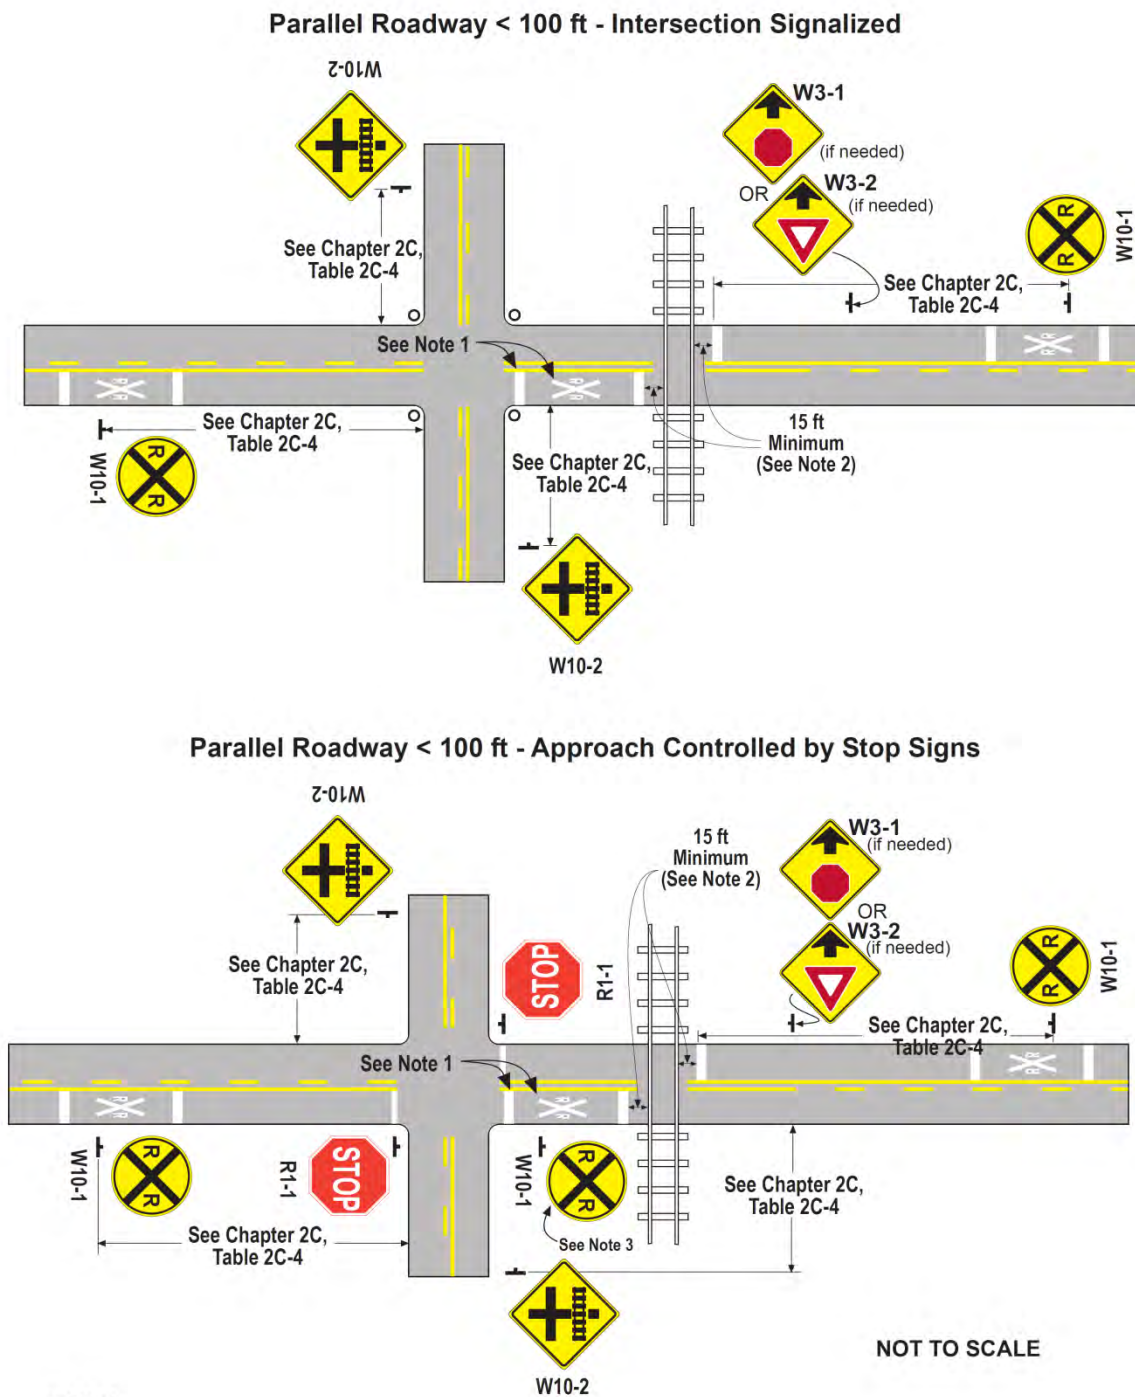 Parallel Roadway < 100 ft - Intersection Signalized
W10-2
W3-1
(if needed)
OR
W3-2
(if needed)
R R
W10-1
See Chapter 2C,
Table 2C-4
See Chapter 2C,
Table 2C-4
See Note 1
R R
R R
R R
See Chapter 2C,
Table 2C-4
15 ft
Minimum
(See Note 2)
See Chapter 2C,
Table 2C-4
W10-1
R R
W10-2
Parallel Roadway < 100 ft - Approach Controlled by Stop Signs
W10-2
15 ft
Minimum
(See Note 2)
W3-1
(if needed)
OR
W3-2
(if needed)
R R
W10-1
STOP
R1-1
See Chapter 2C,
Table 2C-4
See Chapter 2C,
Table 2C-4
See Note 1
R R
R R
R R
W10-1
R R
R1-1
STOP
W10-1
R R
See Note 3
See Chapter 2C,
Table 2C-4
See Chapter 2C,
Table 2C-4
W10-2
NOT TO SCALE